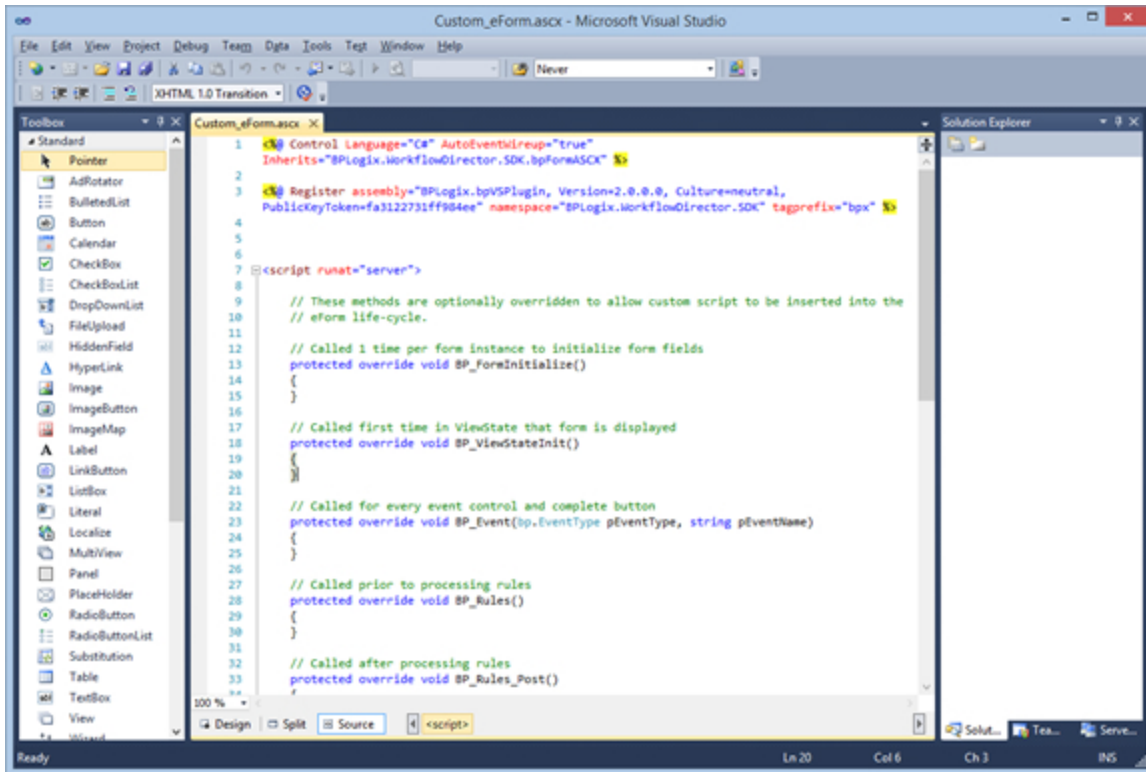 Custom_eForm.ascx - Microsoft Visual Studio
File Edit View Project Debug Team Data Tools Test Window Help
Never
XHTML 1.0 Transition
Toolbox
Standard
Pointer
AdRotator
BulletedList
Button
Calendar
CheckBox
CheckBoxList
DropDownList
FileUpload
HiddenField
HyperLink
Image
ImageButton
ImageMap
Label
LinkButton
ListBox
Literal
Localize
MultiView
Panel
PlaceHolder
RadioButton
RadioButtonList
Substitution
Table
TextBox
View
Wizard
Custom_eForm.ascx
1 <%@ Control Language="C#" AutoEventWireup="true"
Inherits="BPLogix.WorkflowDirector.SDK.bpFormASCX" %>
2
3 <%@ Register assembly="BPLogix.bpVSPlugin, Version=2.0.0.0, Culture=neutral,
PublicKeyToken=fa3122731ff984ee" namespace="BPLogix.WorkflowDirector.SDK" tagprefix="bpx" %>
4
5
6
7 <script runat="server">
8
9 // These methods are optionally overridden to allow custom script to be inserted into the
10 // eForm life-cycle.
11
12 // Called 1 time per form instance to initialize form fields
13 protected override void BP_FormInitialize()
14 {
15 }
16
17 // Called first time in ViewState that form is displayed
18 protected override void BP_ViewStateInit()
19 {
20 }
21
22 // Called for every event control and complete button
23 protected override void BP_Event(bp.EventType pEventType, string pEventName)
24 {
25 }
26
27 // Called prior to processing rules
28 protected override void BP_Rules()
29 {
30 }
31
32 // Called after processing rules
33 protected override void BP_Rules_Post()
34 {
100 %
Design Split Source <script>
Solution Explorer
Solut... Tea... Serve...
Ready Ln 20 Col 6 Ch 3 INS